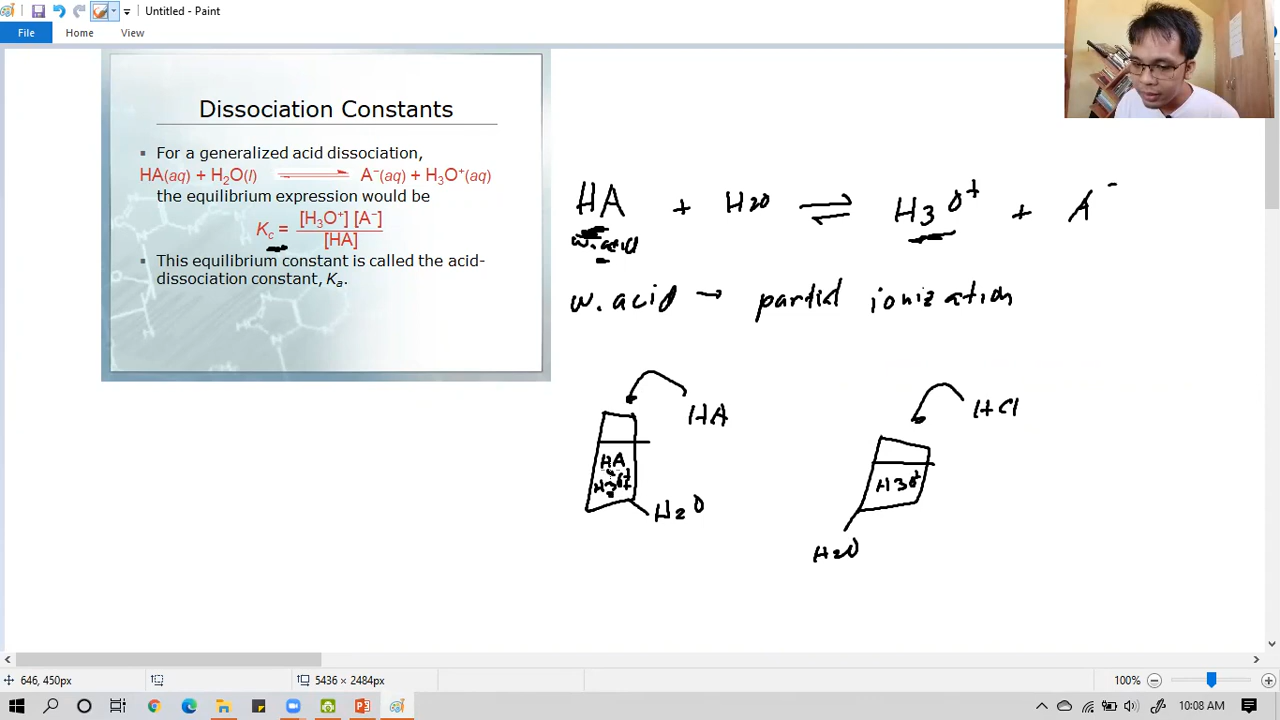 Untitled - Paint
File Home View
Dissociation Constants
For a generalized acid dissociation,
HA(aq) + H2O(l) A−(aq) + H3O+(aq)
the equilibrium expression would be
Kc = [H3O+] [A−]
[HA]
This equilibrium constant is called the acid-
dissociation constant, Ka.
HA + H2O ⇌ H3O+ + A-
w. acid
w. acid → partial ionization
HA
HA
H3O+
H2O
HCl
H3O+
H2O
646, 450px 5436 × 2484px 100%
10:08 AM